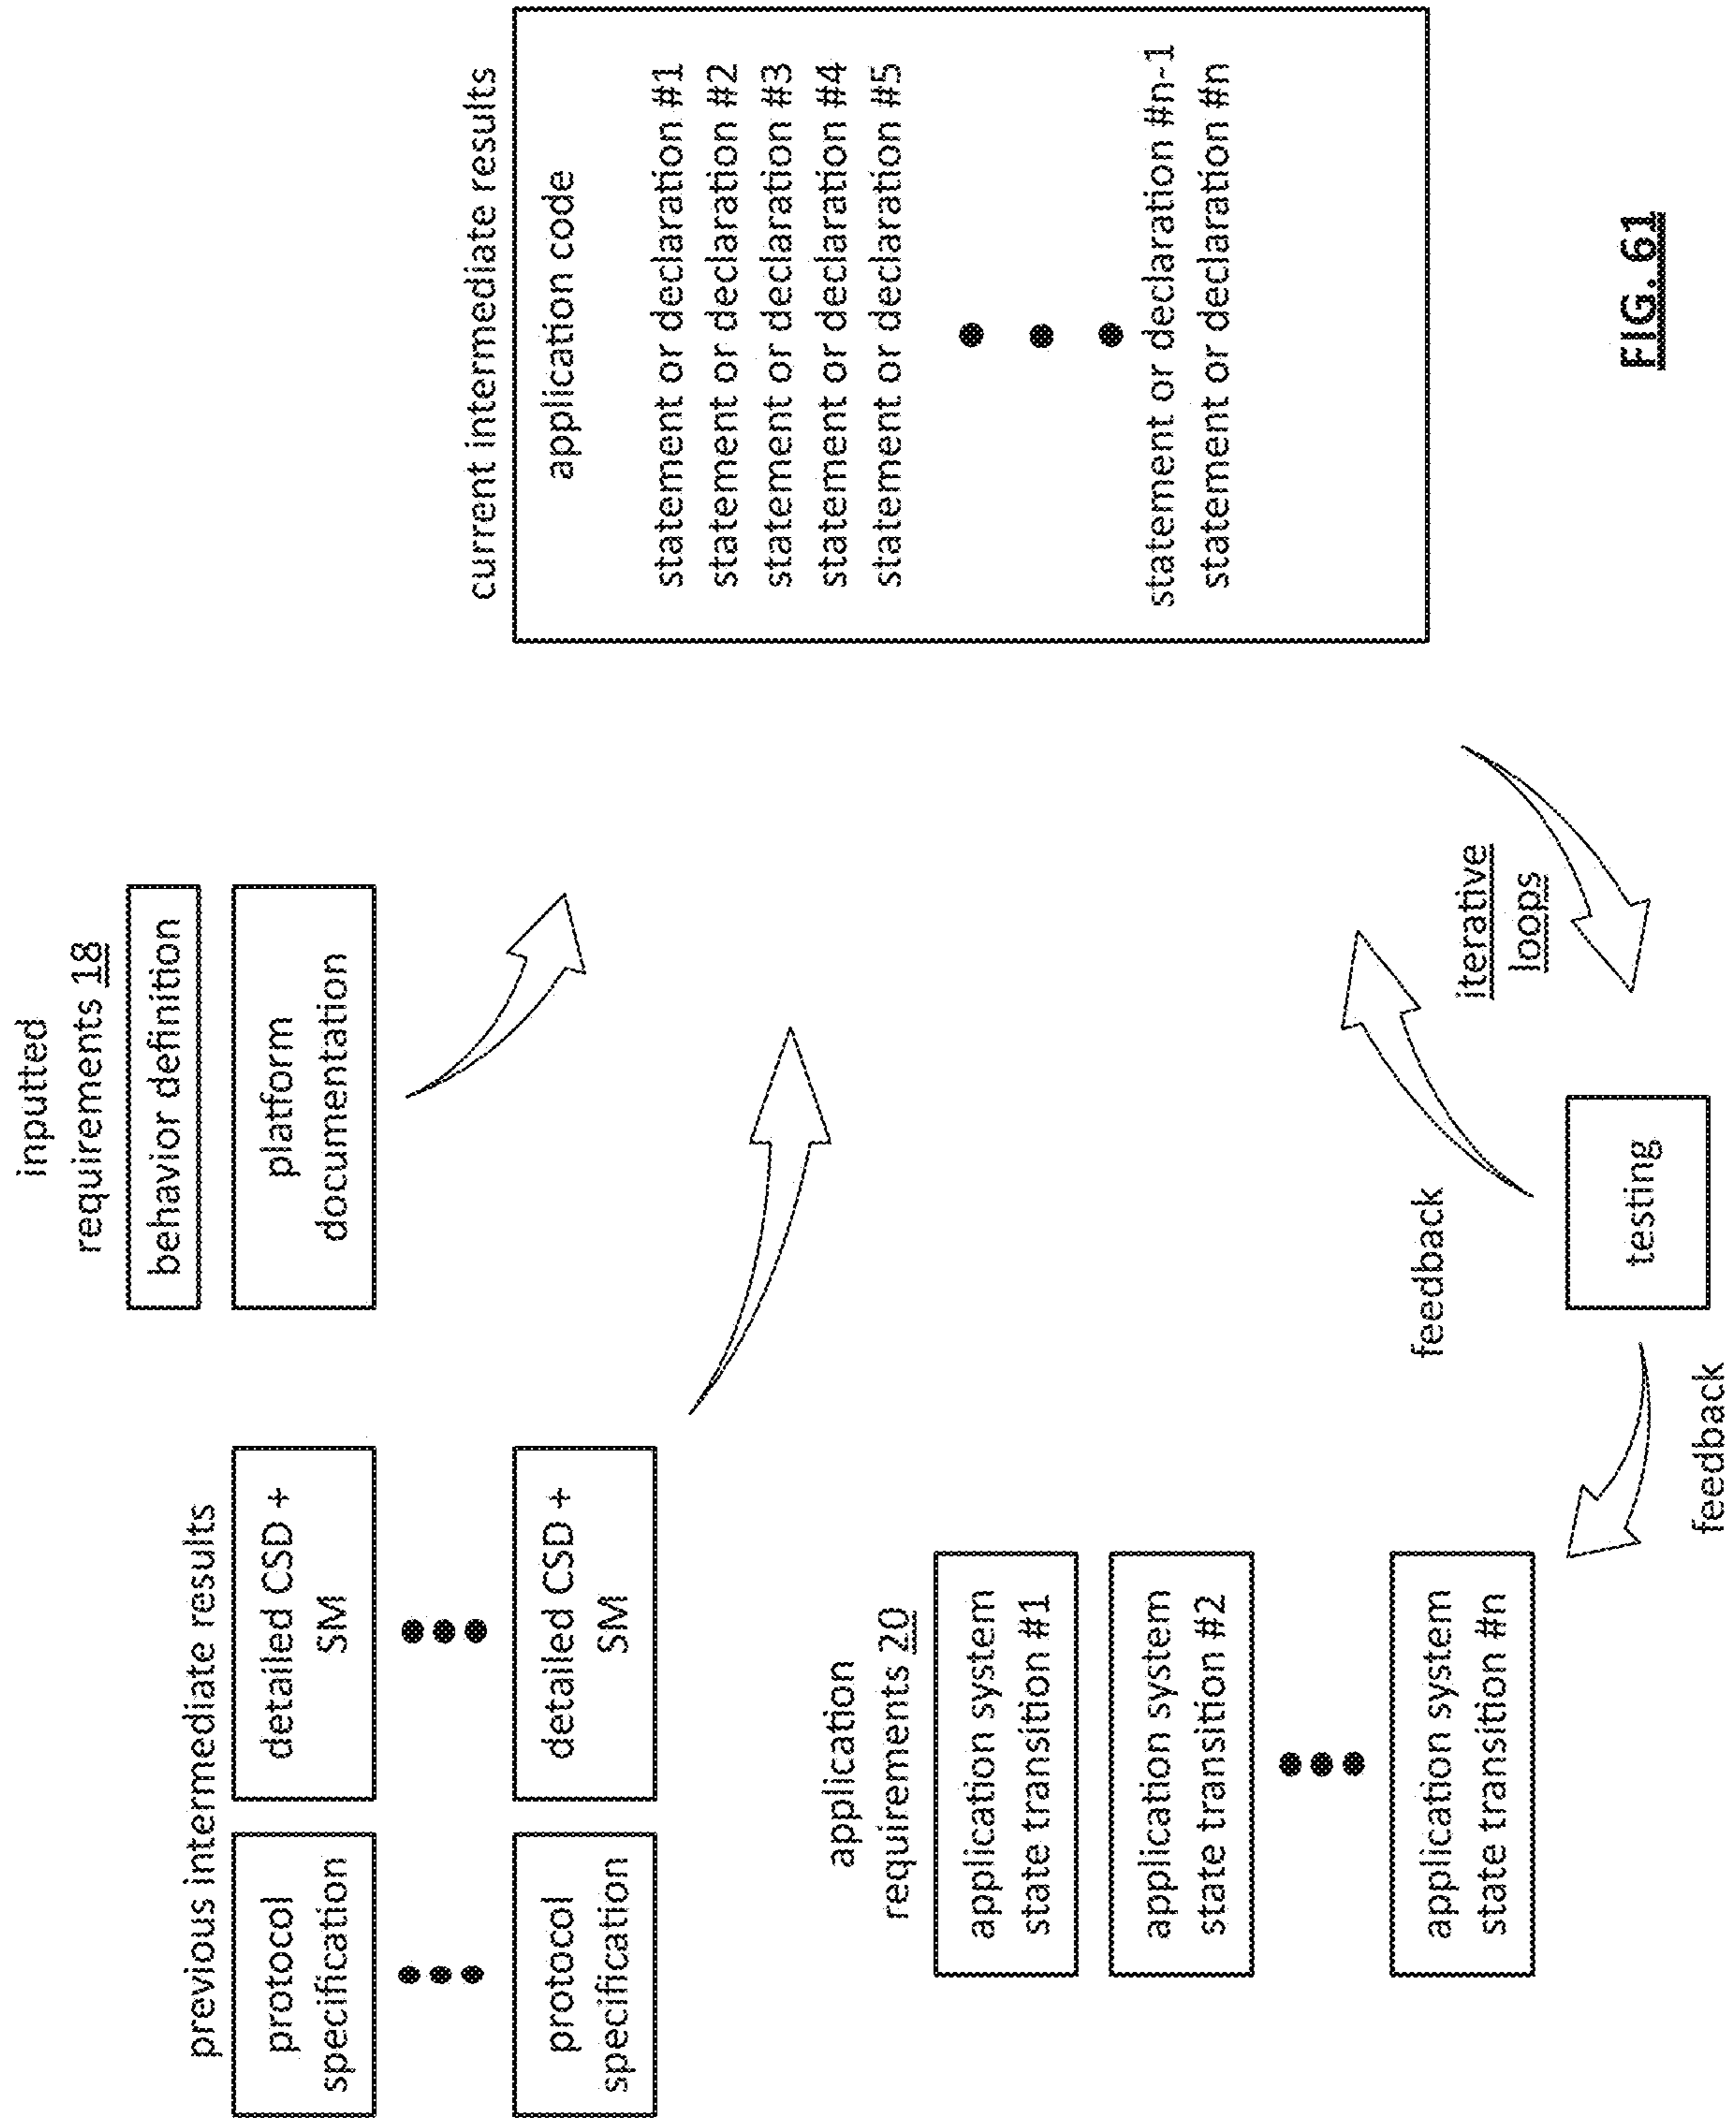 inputted
requirements 18
behavior definition
platform
documentation
previous intermediate results
protocol
specification
detailed CSD +
SM
protocol
specification
detailed CSD +
SM
current intermediate results
application code
statement or declaration #1
statement or declaration #2
statement or declaration #3
statement or declaration #4
statement or declaration #5
statement or declaration #n-1
statement or declaration #n
application
requirements 20
application system
state transition #1
application system
state transition #2
application system
state transition #n
feedback
iterative
loops
testing
feedback
FIG. 61